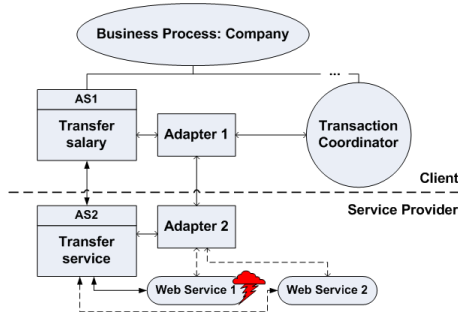 Business Process: Company
...
AS1
Transfer
salary
Adapter 1
Transaction
Coordinator
Client
Service Provider
AS2
Transfer
service
Adapter 2
Web Service 1
Web Service 2